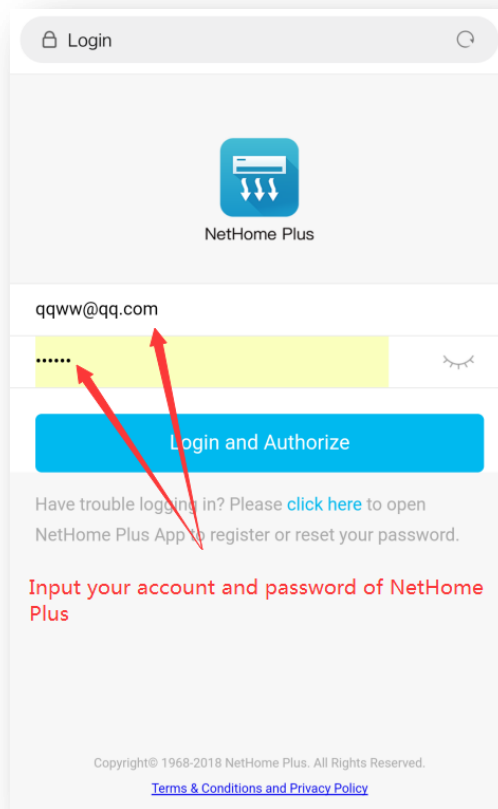 Login
NetHome Plus
qqww@qq.com
••••••
Login and Authorize
Have trouble logging in? Please click here to open
NetHome Plus App to register or reset your password.
Input your account and password of NetHome
Plus
Copyright© 1968-2018 NetHome Plus. All Rights Reserved.
Terms & Conditions and Privacy Policy